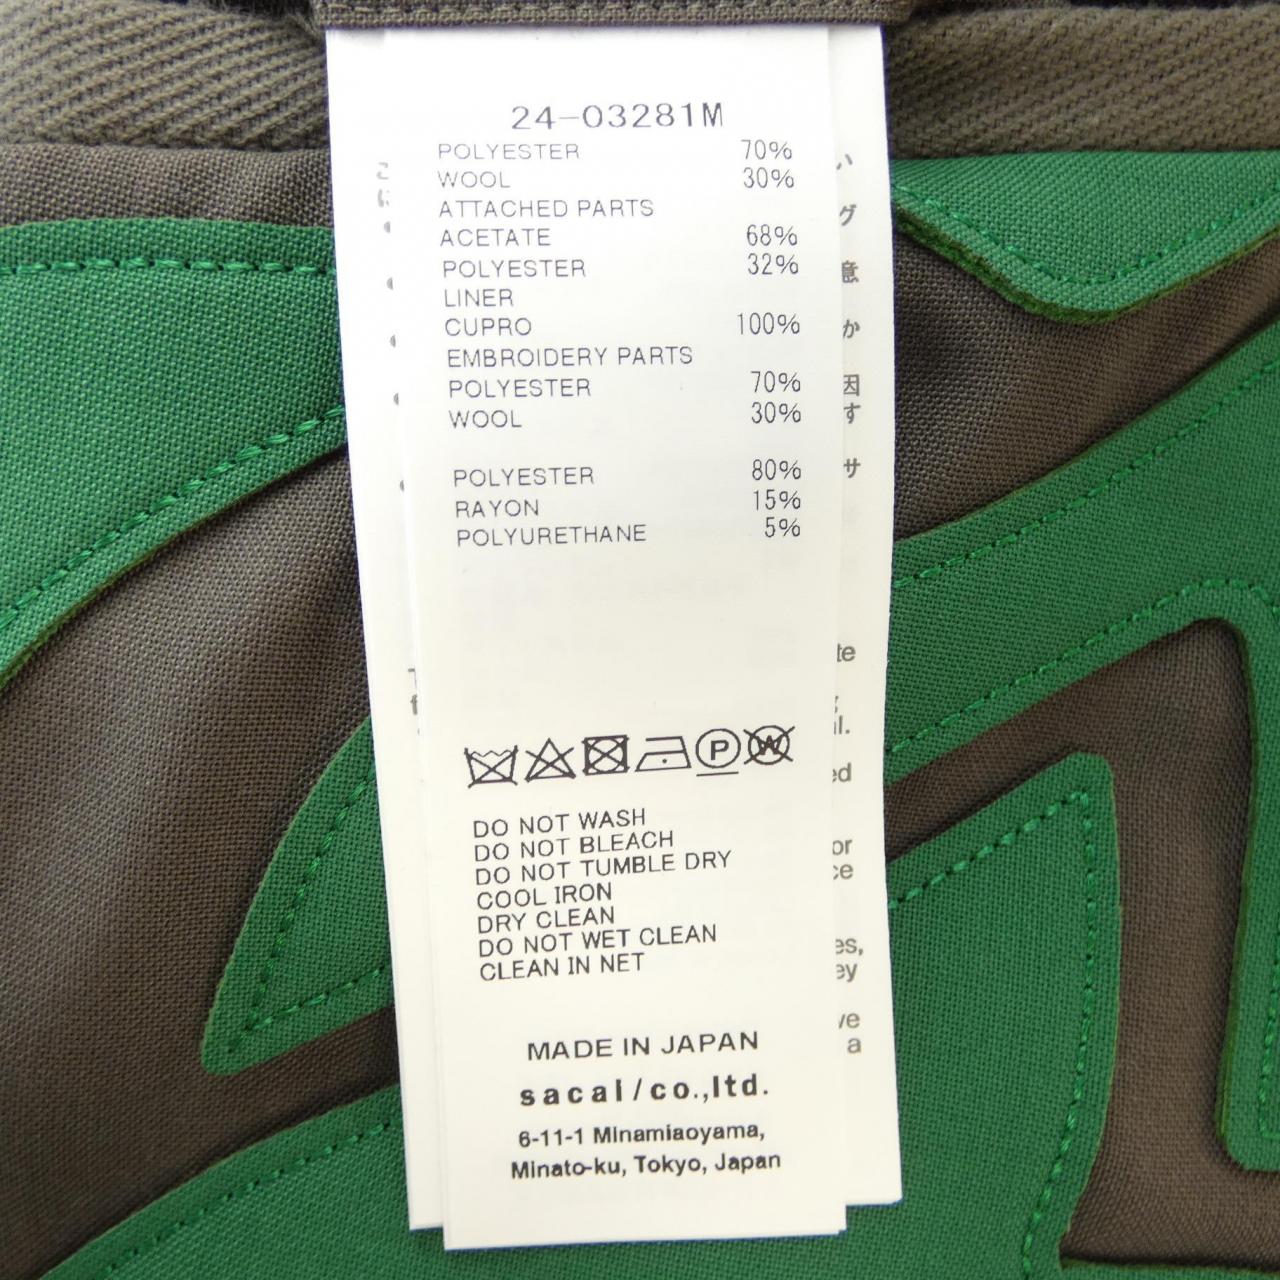 24-03281M
POLYESTER 70%
WOOL 30%
ATTACHED PARTS
ACETATE 68%
POLYESTER 32%
LINER
CUPRO 100%
EMBROIDERY PARTS
POLYESTER 70%
WOOL 30%
POLYESTER 80%
RAYON 15%
POLYURETHANE 5%
P
W
DO NOT WASH
DO NOT BLEACH
DO NOT TUMBLE DRY
COOL IRON
DRY CLEAN
DO NOT WET CLEAN
CLEAN IN NET
MADE IN JAPAN
sacai/co.,ltd.
6-11-1 Minamiaoyama,
Minato-ku, Tokyo, Japan